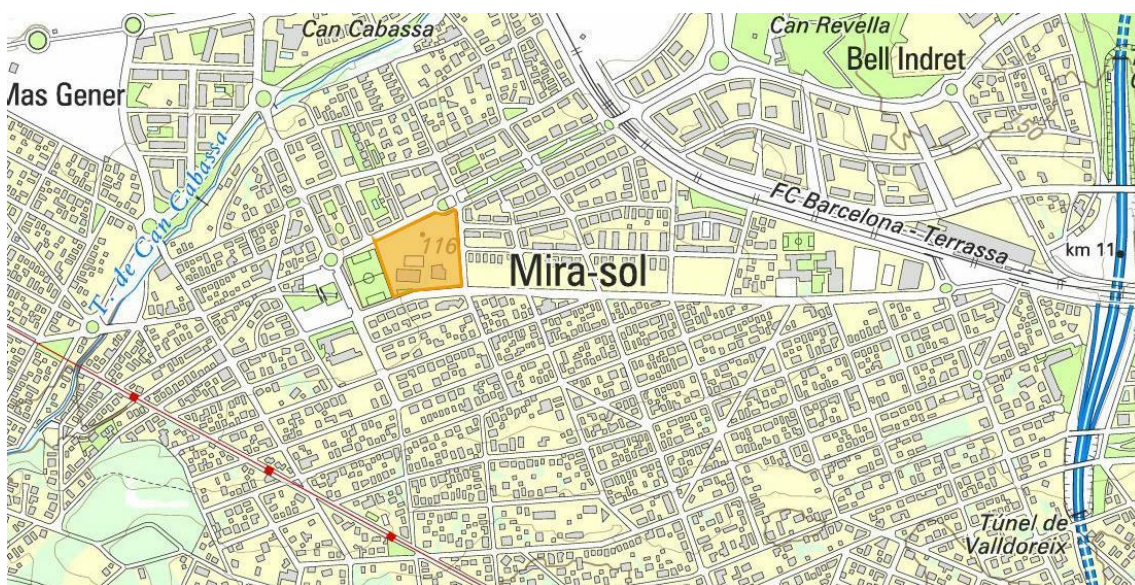 Can Cabassa
Can Revella
Bell Indret
Mas Gener
150
T. de Can Cabassa
FC Barcelona - Terrassa
116
Mira-sol
km 11
Túnel de
Valldoreix